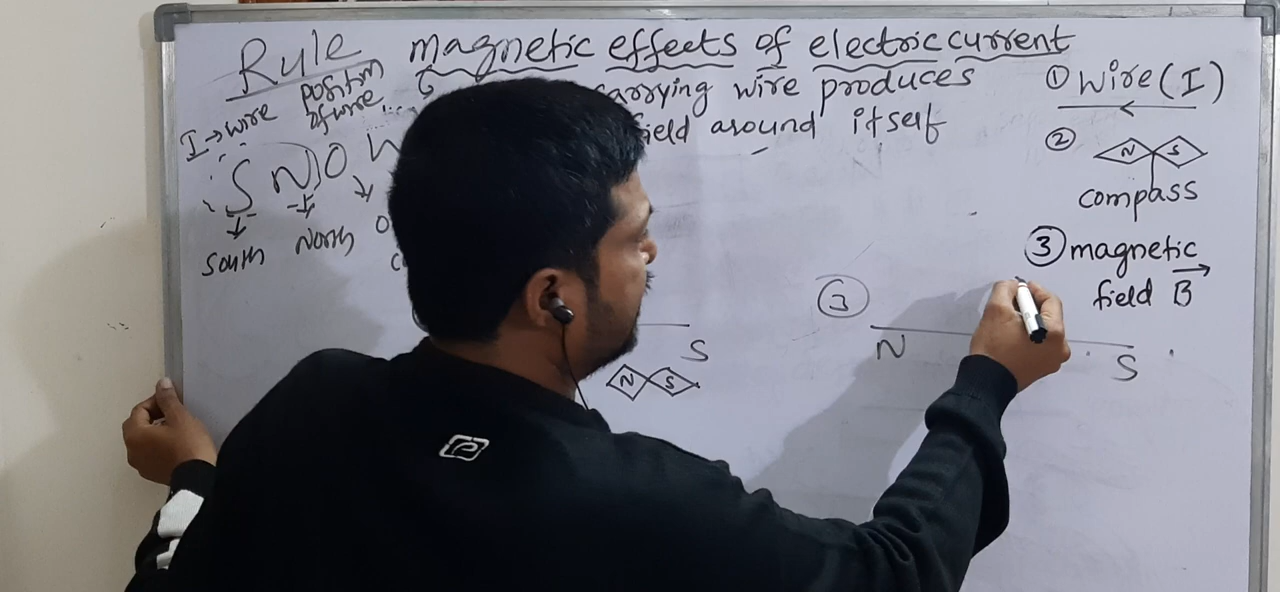 Rule magnetic effects of electric current
I → wire position of wire ...
carrying wire produces
field around itself
S N O W
South North
① Wire (I)
②
N S
compass
③ magnetic
field B
S
N S
③
N S